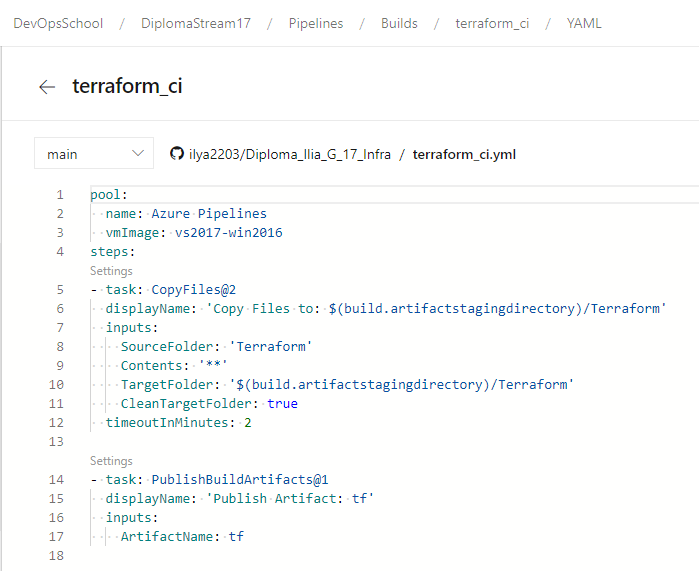 DevOpsSchool / DiplomaStream17 / Pipelines / Builds / terraform_ci / YAML
← terraform_ci
main ilya2203/Diploma_Ilia_G_17_Infra / terraform_ci.yml
1 pool:
2   name: Azure Pipelines
3   vmImage: vs2017-win2016
4 steps:
Settings
5 - task: CopyFiles@2
6   displayName: 'Copy Files to: $(build.artifactstagingdirectory)/Terraform'
7   inputs:
8     SourceFolder: 'Terraform'
9     Contents: '**'
10     TargetFolder: '$(build.artifactstagingdirectory)/Terraform'
11     CleanTargetFolder: true
12   timeoutInMinutes: 2
13
Settings
14 - task: PublishBuildArtifacts@1
15   displayName: 'Publish Artifact: tf'
16   inputs:
17     ArtifactName: tf
18